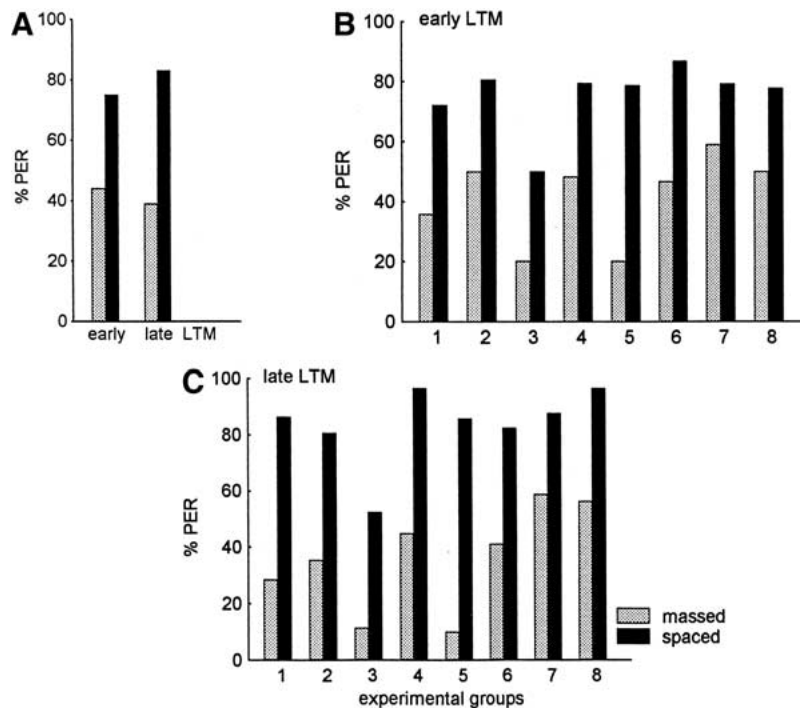 A
100
80
60
40
20
0
% PER
early late LTM
B
early LTM
100
80
60
40
20
0
% PER
1 2 3 4 5 6 7 8
C
late LTM
100
80
60
40
20
0
% PER
1 2 3 4 5 6 7 8
experimental groups
massed
spaced